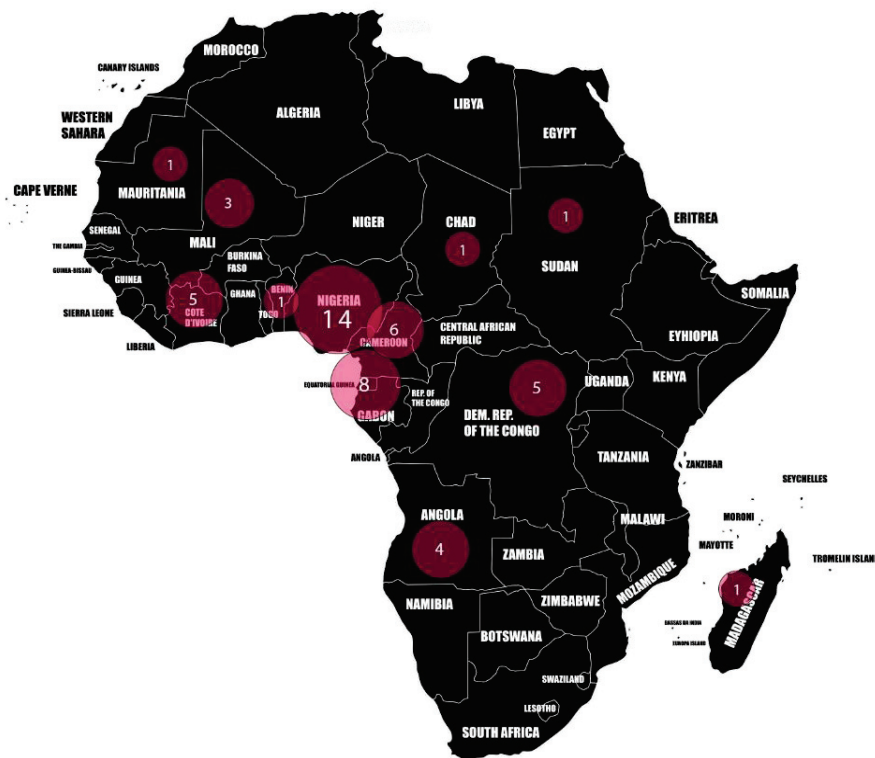 MOROCCO
CANARY ISLANDS
ALGERIA
LIBYA
EGYPT
WESTERN
SAHARA
1
MAURITANIA
CAPE VERNE
3
MALI
NIGER
CHAD
1
1
SUDAN
ERITREA
SENEGAL
THE GAMBIA
GUINEA-BISSAU
GUINEA
BURKINA
FASO
SIERRA LEONE
LIBERIA
5
COTE
D'IVOIRE
GHANA
BENIN
1
TOGO
NIGERIA
14
6
CAMEROON
CENTRAL AFRICAN
REPUBLIC
SOMALIA
EYHIOPIA
EQUATORIAL GUINEA
8
GABON
REP. OF
THE CONGO
5
DEM. REP.
OF THE CONGO
UGANDA
KENYA
ANGOLA
TANZANIA
ZANZIBAR
SEYCHELLES
ANGOLA
4
ZAMBIA
MALAWI
MORONI
MAYOTTE
TROMELIN ISLAN
MOZAMBIQUE
1
MADAGASCAR
NAMIBIA
ZIMBABWE
BOTSWANA
BASSAS DA INDIA
EUROPA ISLAND
SWAZILAND
LESOTHO
SOUTH AFRICA